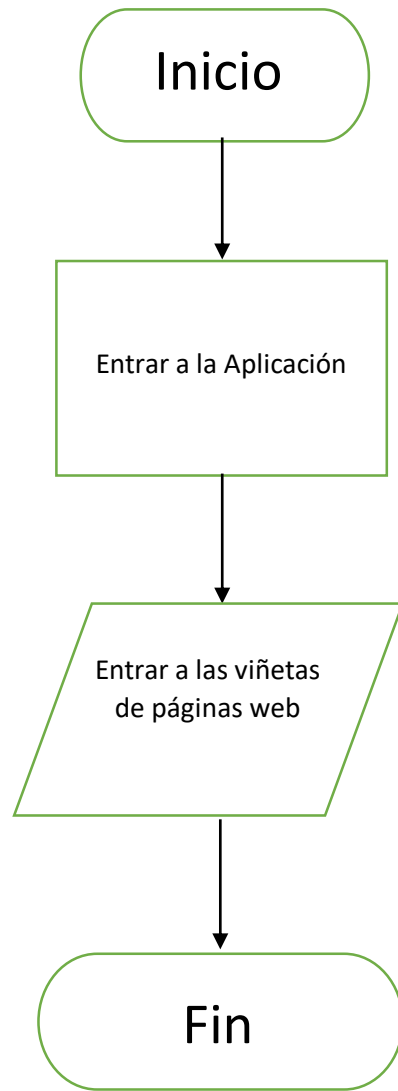 Inicio
Entrar a la Aplicación
Entrar a las viñetas
de páginas web
Fin